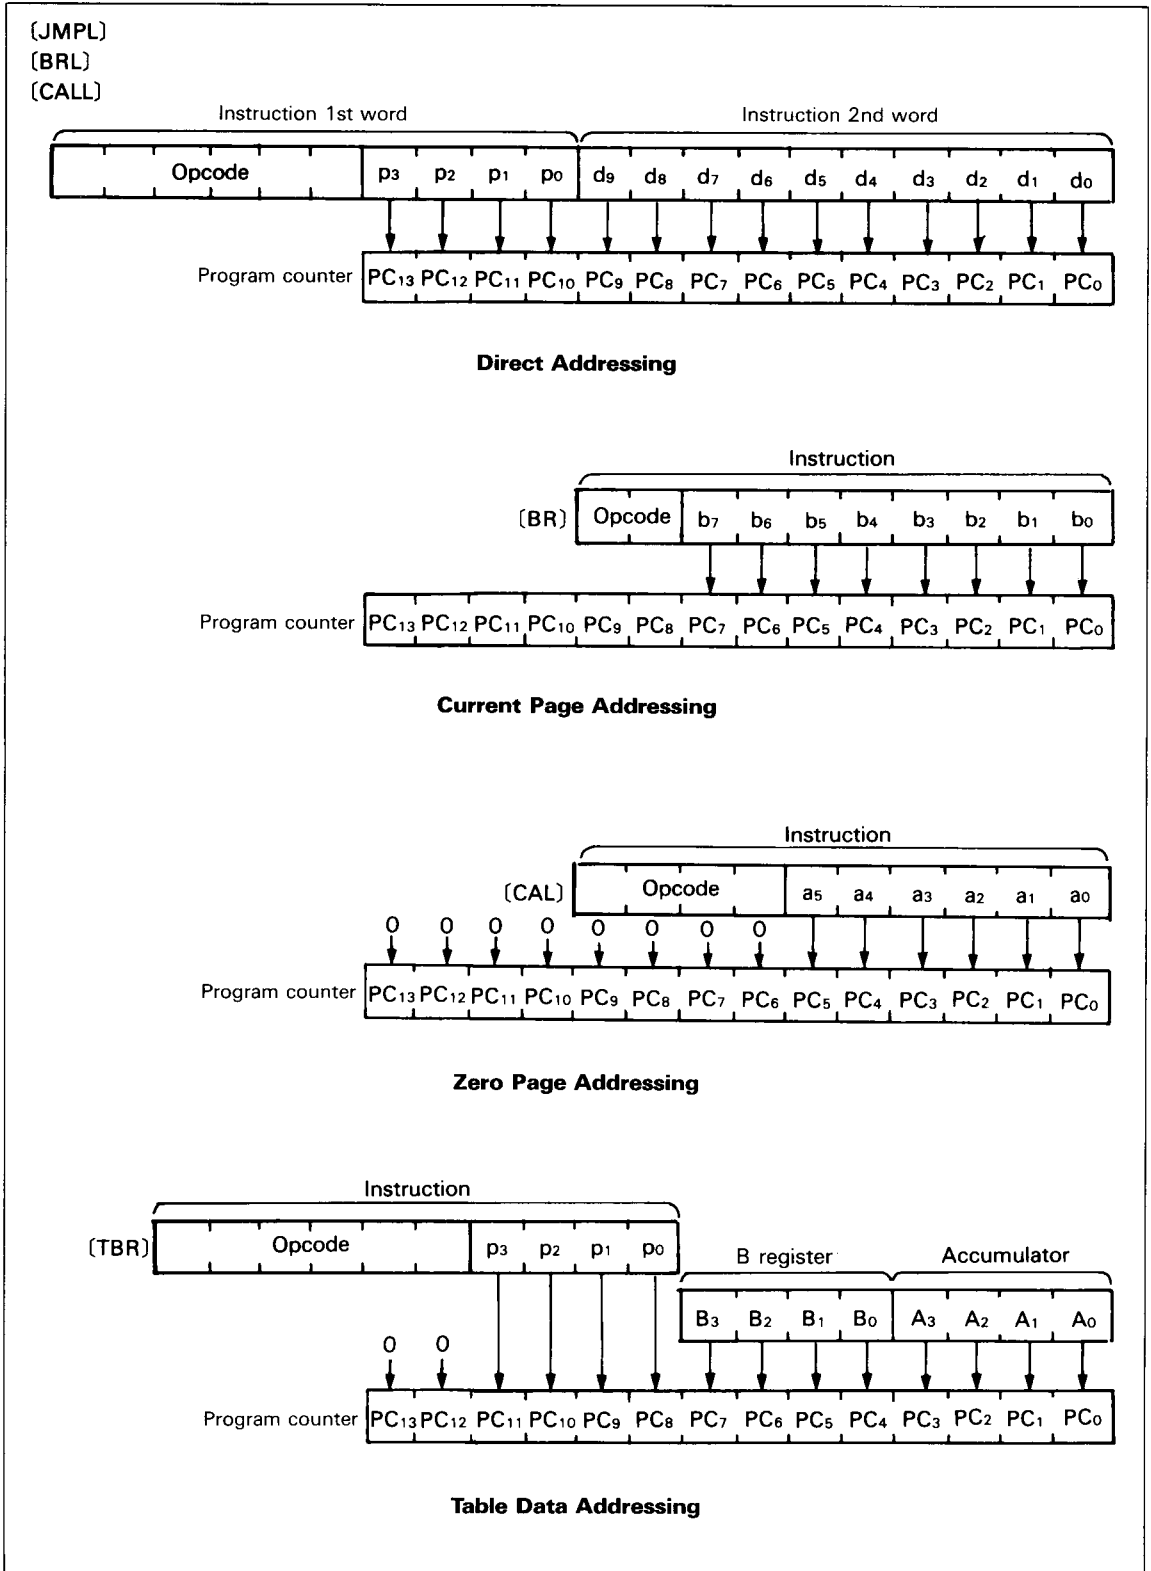 [JMPL]
[BRL]
[CALL]
Instruction 1st word Instruction 2nd word
Opcode p3 p2 p1 p0 d9 d8 d7 d6 d5 d4 d3 d2 d1 d0
Program counter PC13 PC12 PC11 PC10 PC9 PC8 PC7 PC6 PC5 PC4 PC3 PC2 PC1 PC0
Direct Addressing
Instruction
[BR] Opcode b7 b6 b5 b4 b3 b2 b1 b0
Program counter PC13 PC12 PC11 PC10 PC9 PC8 PC7 PC6 PC5 PC4 PC3 PC2 PC1 PC0
Current Page Addressing
Instruction
[CAL] Opcode a5 a4 a3 a2 a1 a0
0 0 0 0 0 0 0 0
Program counter PC13 PC12 PC11 PC10 PC9 PC8 PC7 PC6 PC5 PC4 PC3 PC2 PC1 PC0
Zero Page Addressing
Instruction
[TBR] Opcode p3 p2 p1 p0
B register Accumulator
B3 B2 B1 B0 A3 A2 A1 A0
0 0
Program counter PC13 PC12 PC11 PC10 PC9 PC8 PC7 PC6 PC5 PC4 PC3 PC2 PC1 PC0
Table Data Addressing